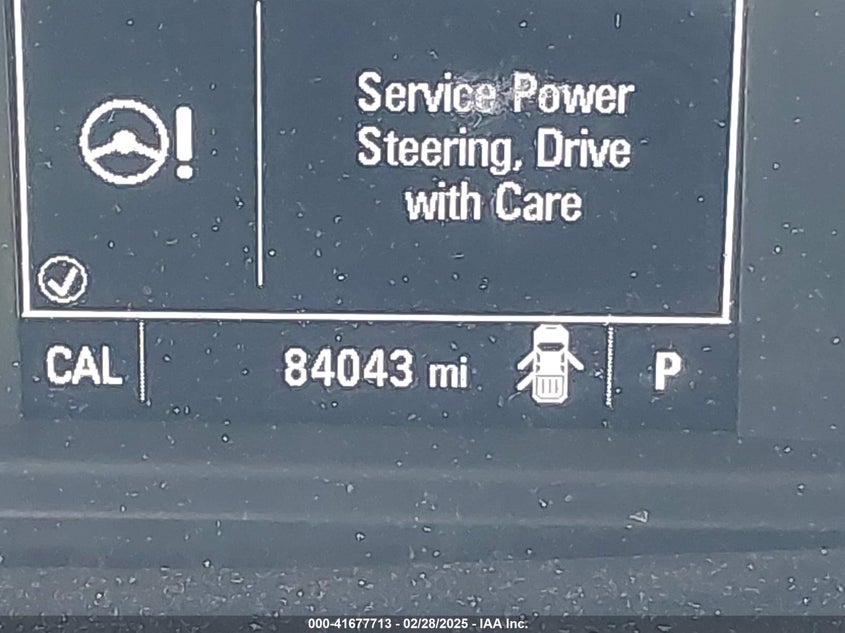 Service Power
Steering, Drive
with Care
CAL 84043 mi P
000-41677713 - 02/28/2025 - IAA Inc.